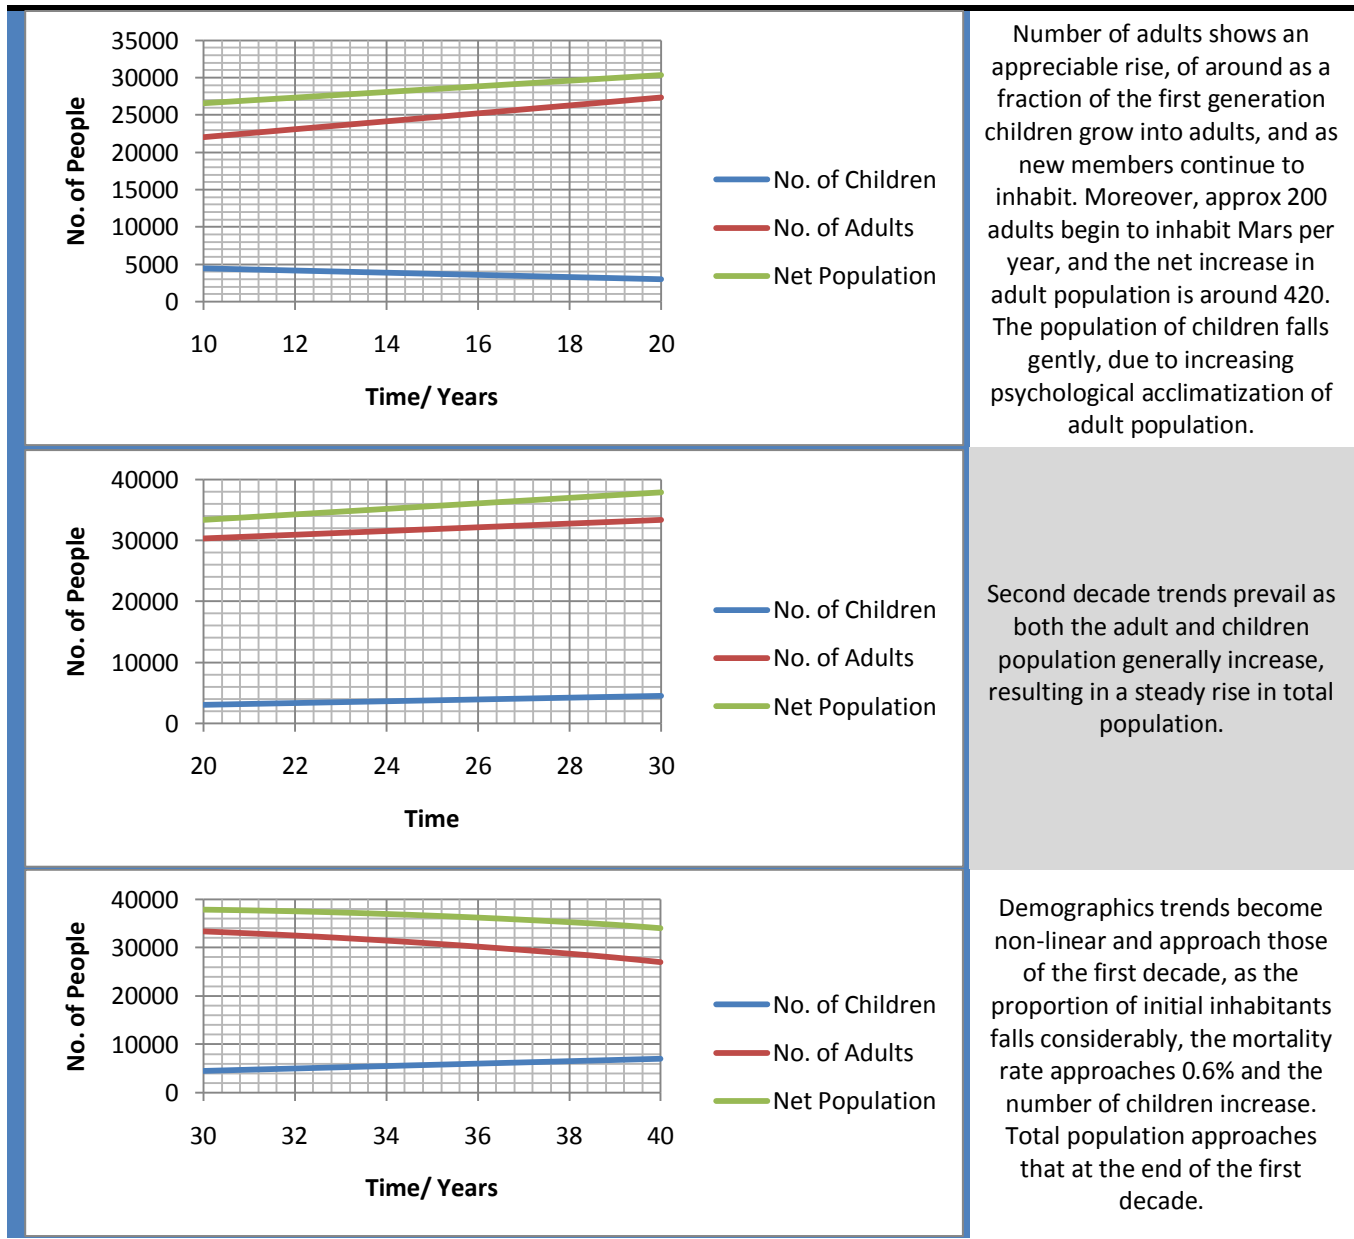 35000
30000
25000
20000
15000
10000
5000
0
No. of People
10 12 14 16 18 20
Time/ Years
No. of Children
No. of Adults
Net Population
Number of adults shows an
appreciable rise, of around as a
fraction of the first generation
children grow into adults, and as
new members continue to
inhabit. Moreover, approx 200
adults begin to inhabit Mars per
year, and the net increase in
adult population is around 420.
The population of children falls
gently, due to increasing
psychological acclimatization of
adult population.
40000
30000
20000
10000
0
No. of People
20 22 24 26 28 30
Time
No. of Children
No. of Adults
Net Population
Second decade trends prevail as
both the adult and children
population generally increase,
resulting in a steady rise in total
population.
40000
30000
20000
10000
0
No. of People
30 32 34 36 38 40
Time/ Years
No. of Children
No. of Adults
Net Population
Demographics trends become
non-linear and approach those
of the first decade, as the
proportion of initial inhabitants
falls considerably, the mortality
rate approaches 0.6% and the
number of children increase.
Total population approaches
that at the end of the first
decade.